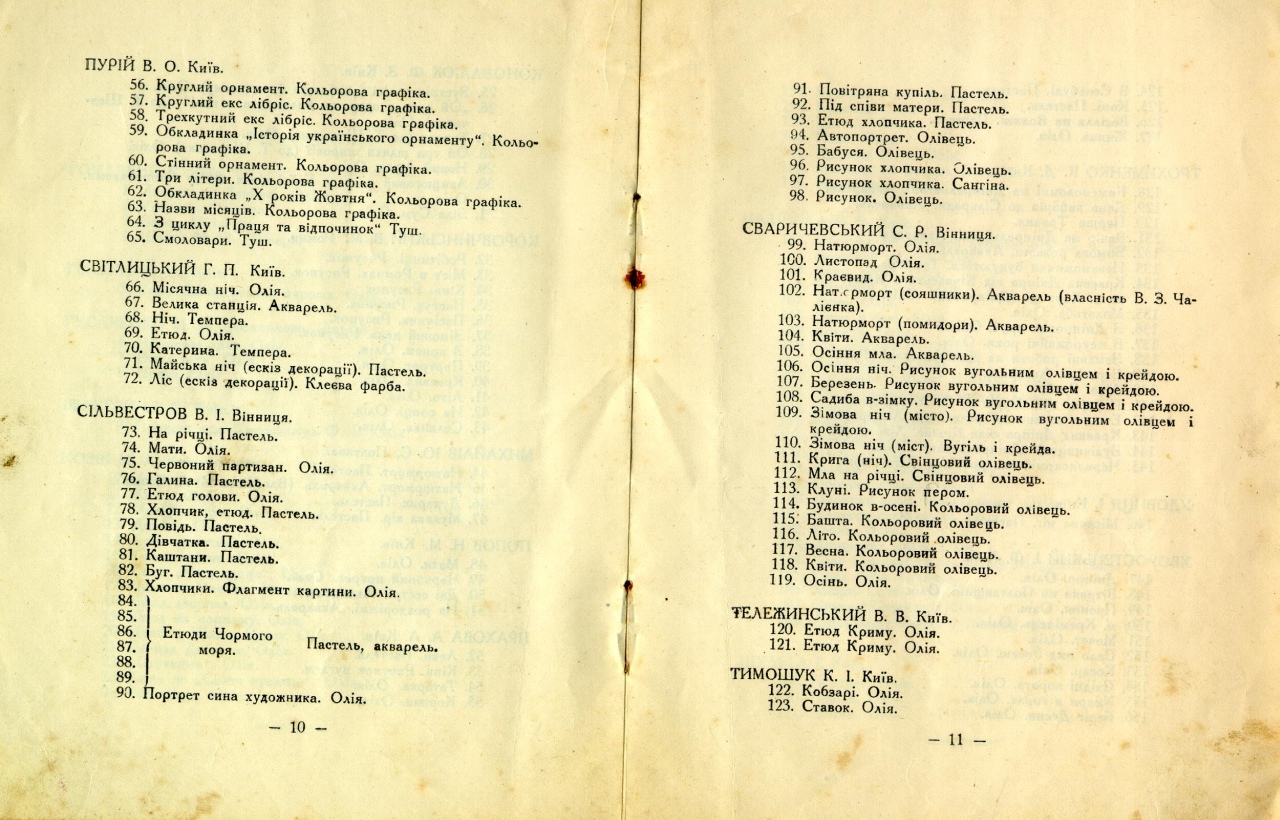 ПУРІЙ В. О. Київ.
56. Круглий орнамент. Кольорова графіка.
57. Круглий екс лібріс. Кольорова графіка.
58. Трехкутний екс лібріс. Кольорова графіка.
59. Обкладинка „Історія українського орнаменту“. Кольо-
рова графіка.
60. Стінний орнамент. Кольорова графіка.
61. Три літери. Кольорова графіка.
62. Обкладинка „Х років Жовтня“. Кольорова графіка.
63. Назви місяців. Кольорова графіка.
64. З циклу „Праця та відпочинок“ Туш.
65. Смоловари. Туш.
СВІТЛИЦЬКИЙ Г. П. Київ.
66. Місячна ніч. Олія.
67. Велика станція. Акварель.
68. Ніч. Темпера.
69. Етюд. Олія.
70. Катерина. Темпера.
71. Майська ніч (ескіз декорації). Пастель.
72. Ліс (ескіз декорації). Клеєва фарба.
СІЛЬВЕСТРОВ В. І. Вінниця.
73. На річці. Пастель.
74. Мати. Олія.
75. Червоний партизан. Олія.
76. Галина. Пастель.
77. Етюд голови. Олія.
78. Хлопчик, етюд. Пастель.
79. Повідь. Пастель.
80. Дівчатка. Пастель.
81. Каштани. Пастель.
82. Буг. Пастель.
83. Хлопчики. Флагмент картини. Олія.
84.
85.
86. Етюди Чормого
87. моря. Пастель, акварель.
88.
89.
90. Портрет сина художника. Олія.
— 10 —
91. Повітряна купіль. Пастель.
92. Під співи матери. Пастель.
93. Етюд хлопчика. Пастель.
94. Автопортрет. Олівець.
95. Бабуся. Олівець.
96. Рисунок хлопчика. Олівець.
97. Рисунок хлопчика. Сангіна.
98. Рисунок. Олівець.
СВАРИЧЕВСЬКИЙ С. Р. Вінниця.
99. Натюрморт. Олія.
100. Листопад Олія.
101. Краєвид. Олія.
102. Нат.єрморт (сояшники). Акварель (власність В. З. Ча-
лієнка).
103. Натюрморт (помидори). Акварель.
104. Квіти. Акварель.
105. Осіння мла. Акварель.
106. Осіння ніч. Рисунок вугольним олівцем і крейдою.
107. Березень. Рисунок вугольним олівцем і крейдою.
108. Садиба в-зімку. Рисунок вугольним олівцем і крейдою.
109. Зімова ніч (місто). Рисунок вугольним олівцем і
крейдою.
110. Зімова ніч (міст). Вугіль і крейда.
111. Крига (ніч). Свінцовий олівець.
112. Мла на річці. Свінцовий олівець.
113. Клуні. Рисунок пером.
114. Будинок в-осені. Кольоровий олівець.
115. Башта. Кольоровий олівець.
116. Літо. Кольоровий олівець.
117. Весна. Кольоровий олівець.
118. Квіти. Кольоровий олівець.
119. Осінь. Олія.
ТЕЛЕЖИНСЬКИЙ В. В. Київ.
120. Етюд Криму. Олія.
121. Етюд Криму. Олія.
ТИМОШУК К. І. Київ.
122. Кобзарі. Олія.
123. Ставок. Олія.
— 11 —